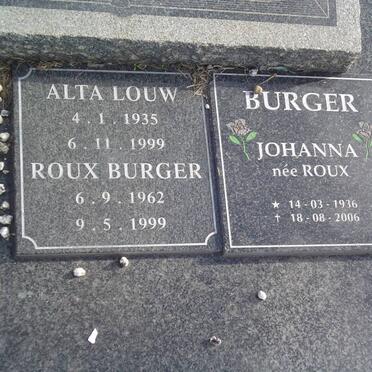 ALTA LOUW
4 . 1 . 1935
6 . 11 . 1999
ROUX BURGER
6 . 9 . 1962
9 . 5 . 1999
BURGER
JOHANNA
née ROUX
★ 14 - 03 - 1936
† 18 - 08 - 2006